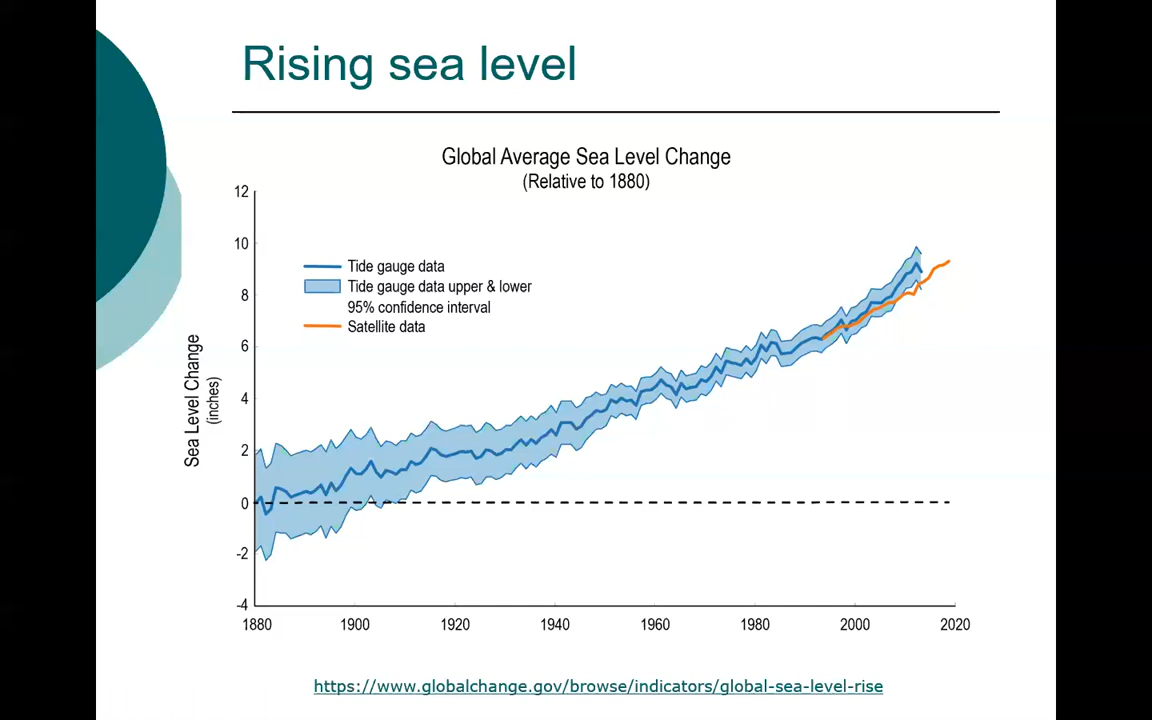 Rising sea level
Global Average Sea Level Change
(Relative to 1880)
12
10
8
6
4
2
0
-2
-4
Sea Level Change
(inches)
Tide gauge data
Tide gauge data upper & lower
95% confidence interval
Satellite data
1880 1900 1920 1940 1960 1980 2000 2020
https://www.globalchange.gov/browse/indicators/global-sea-level-rise